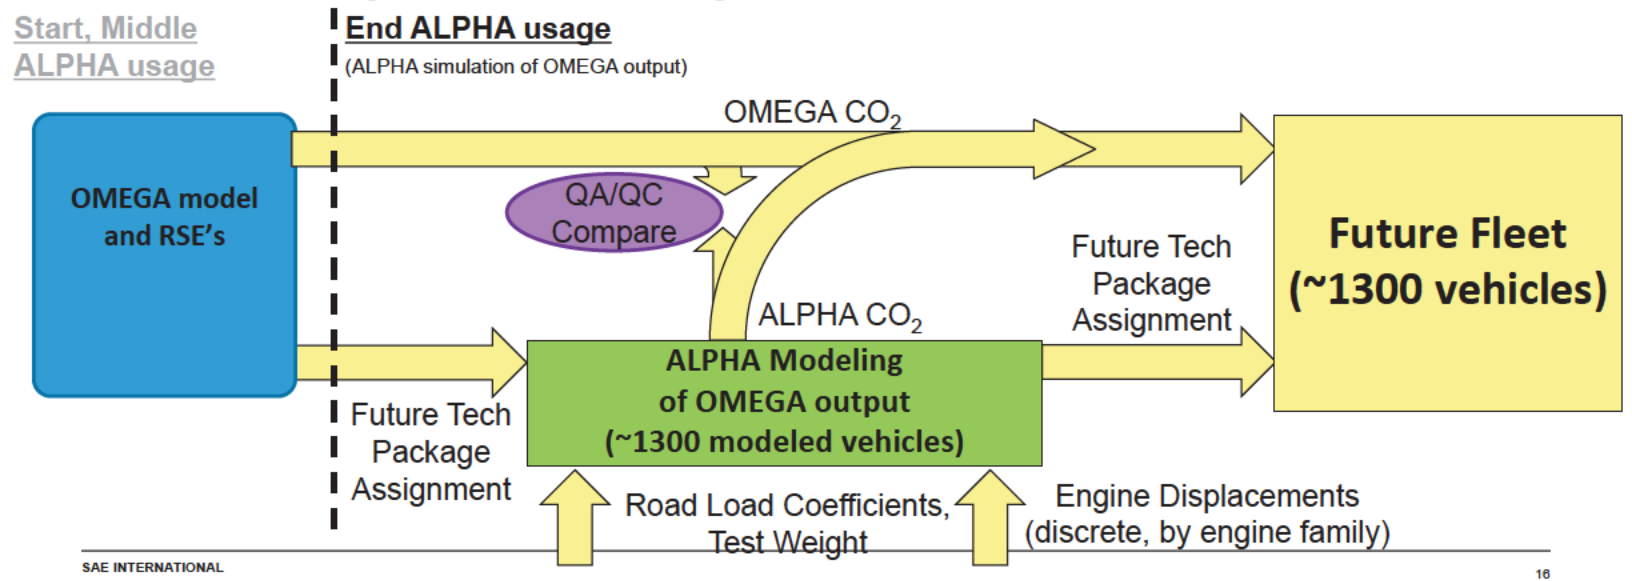 Start, Middle
ALPHA usage
End ALPHA usage
(ALPHA simulation of OMEGA output)
OMEGA CO₂
OMEGA model
and RSE's
QA/QC
Compare
Future Fleet
(~1300 vehicles)
Future Tech
Package
Assignment
ALPHA CO₂
ALPHA Modeling
of OMEGA output
(~1300 modeled vehicles)
Future Tech
Package
Assignment
Road Load Coefficients,
Test Weight
Engine Displacements
(discrete, by engine family)
SAE INTERNATIONAL
16